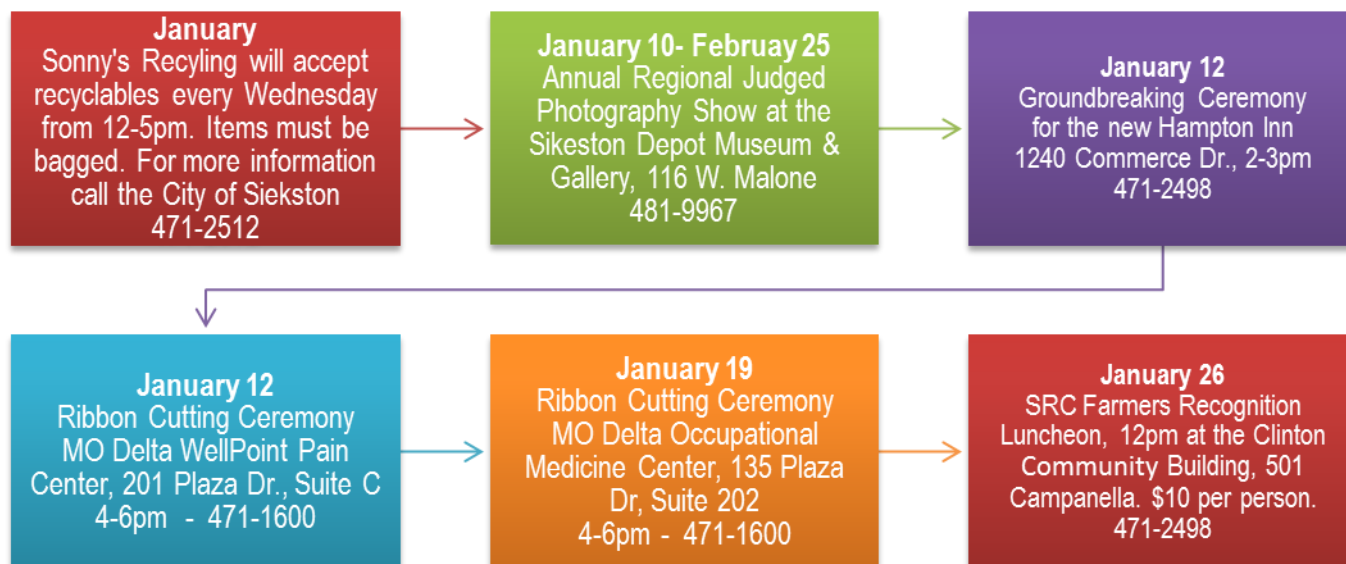 January
Sonny's Recyling will accept
recyclables every Wednesday
from 12-5pm. Items must be
bagged. For more information
call the City of Siekston
471-2512
January 10- Februay 25
Annual Regional Judged
Photography Show at the
Sikeston Depot Museum &
Gallery, 116 W. Malone
481-9967
January 12
Groundbreaking Ceremony
for the new Hampton Inn
1240 Commerce Dr., 2-3pm
471-2498
January 12
Ribbon Cutting Ceremony
MO Delta WellPoint Pain
Center, 201 Plaza Dr., Suite C
4-6pm - 471-1600
January 19
Ribbon Cutting Ceremony
MO Delta Occupational
Medicine Center, 135 Plaza
Dr, Suite 202
4-6pm - 471-1600
January 26
SRC Farmers Recognition
Luncheon, 12pm at the Clinton
Community Building, 501
Campanella. $10 per person.
471-2498